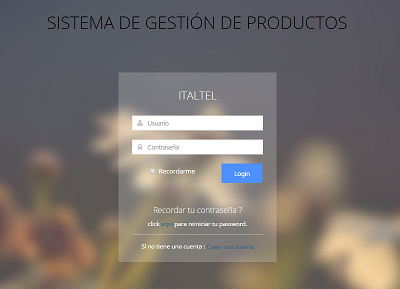 SISTEMA DE GESTIÓN DE PRODUCTOS
ITALTEL
Usuario
Contraseña
Recordarme
Login
Recordar tu contraseña ?
click aquí para reiniciar tu password.
Si no tiene una cuenta : Crear una cuenta